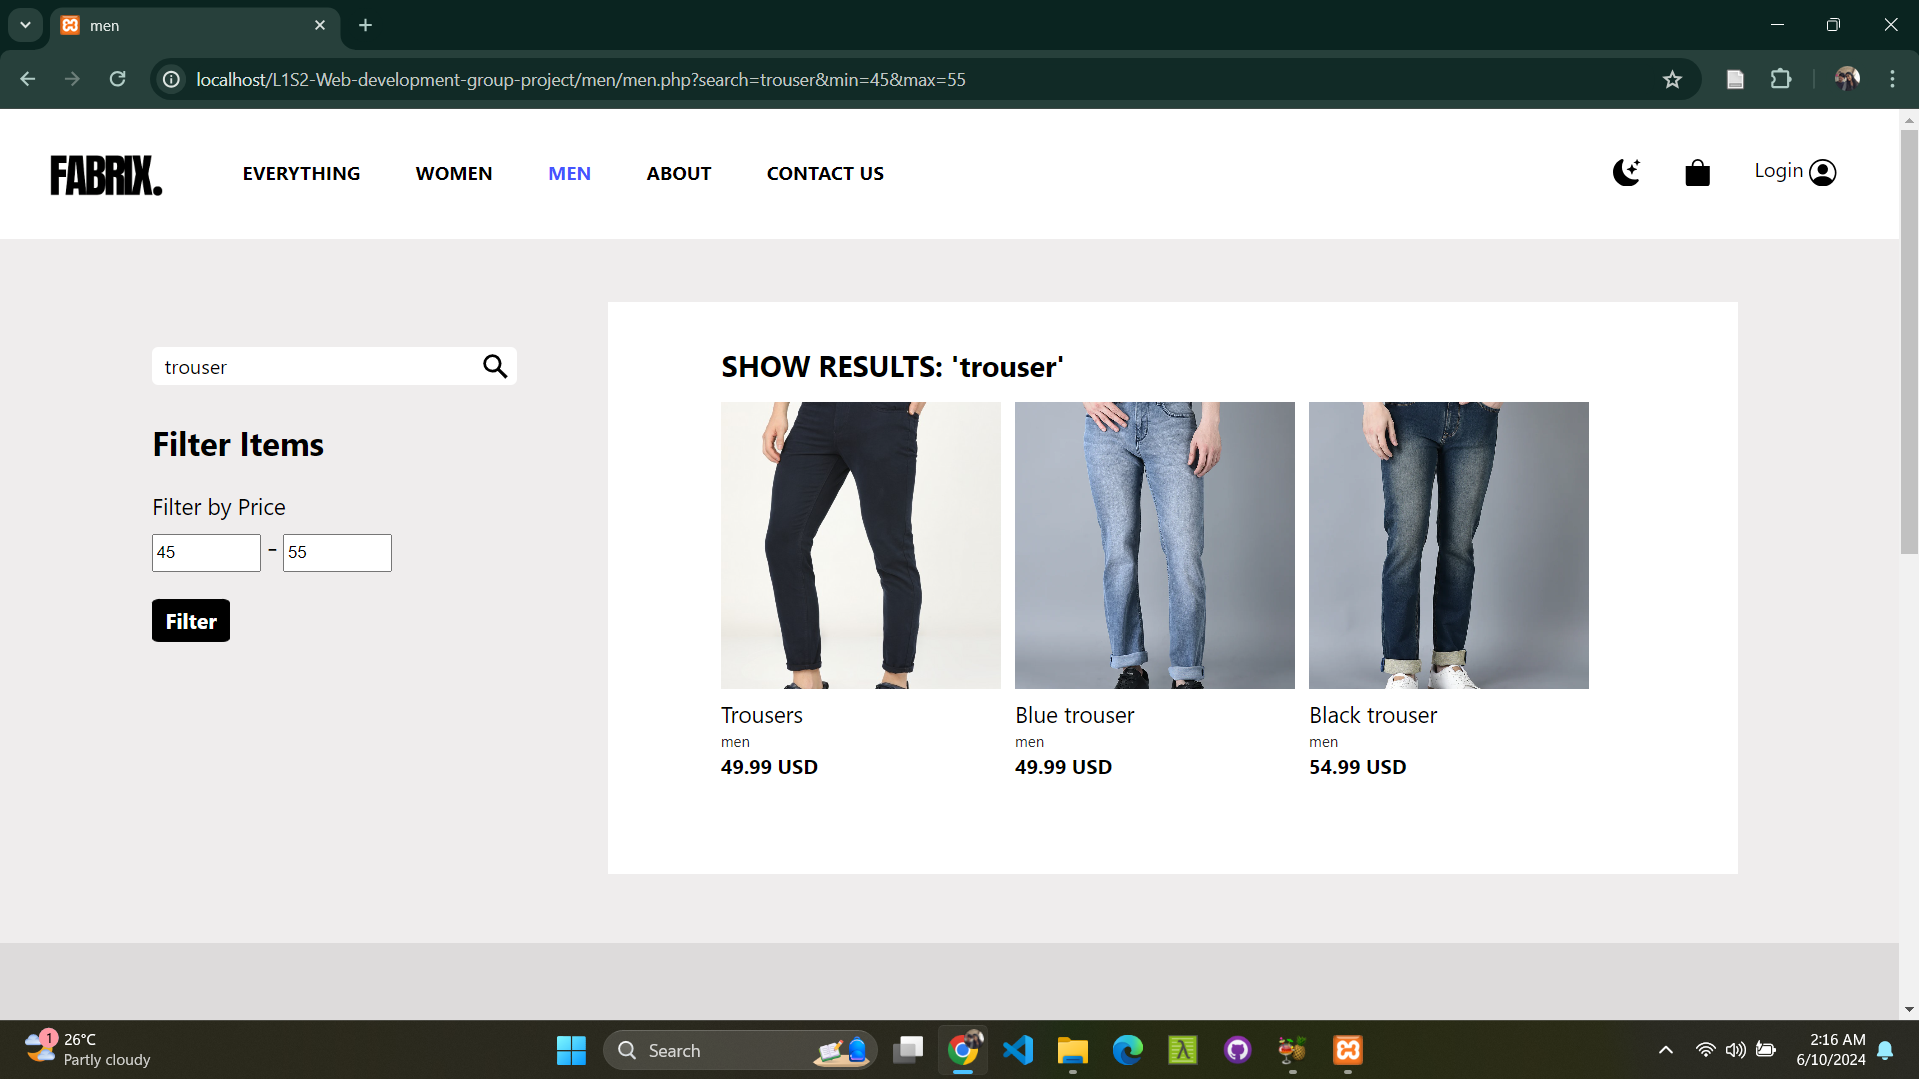 men
localhost/L1S2-Web-development-group-project/men/men.php?search=trouser&min=45&max=55
FABRIX.
EVERYTHING
WOMEN
MEN
ABOUT
CONTACT US
Login
trouser
Filter Items
Filter by Price
45 - 55
Filter
SHOW RESULTS: 'trouser'
Trousers
men
49.99 USD
Blue trouser
men
49.99 USD
Black trouser
men
54.99 USD
1
26°C
Partly cloudy
Search
2:16 AM
6/10/2024